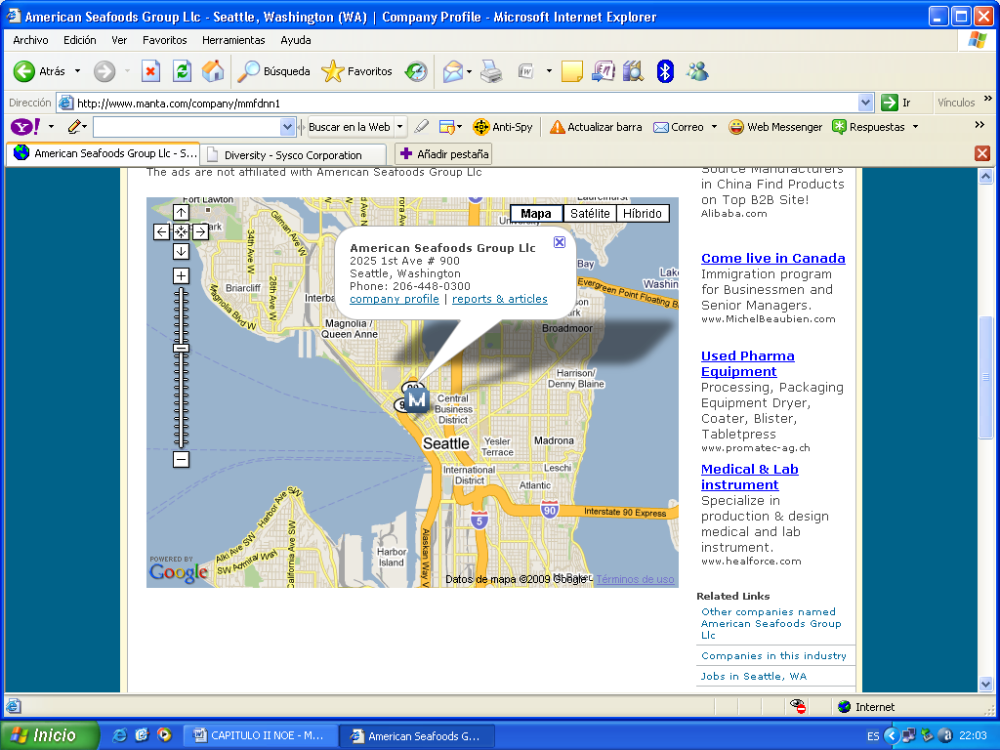 American Seafoods Group Llc - Seattle, Washington (WA) | Company Profile - Microsoft Internet Explorer
Archivo Edición Ver Favoritos Herramientas Ayuda
Atrás Búsqueda Favoritos
Dirección http://www.manta.com/company/mmfdnn1 Ir Vínculos »
Y! Buscar en la Web Anti-Spy Actualizar barra Correo Web Messenger Respuestas »
American Seafoods Group Llc - S... Diversity - Sysco Corporation Añadir pestaña
The ads are not affiliated with American Seafoods Group Llc
Fort Lawton
Gilman Ave W
34th Ave W
28th Ave W
Briarcliff
Magnolia Blvd W
Magnolia /
Queen Anne
Mapa Satélite Híbrido
American Seafoods Group Llc
2025 1st Ave # 900
Seattle, Washington
Phone: 206-448-0300
company profile | reports & articles
Bay
Evergreen Point Floating
Broadmoor
Harrison/
Denny Blaine
M
Central
Business
District
Seattle
Yesler
Terrace
Madrona
Leschi
International
District
Atlantic
90
Interstate 90 Express
5
Harbor Ave SW
Alki Ave SW
SW Admiral Way
California Ave SW
Harbor
Island
Alaskan Way
POWERED BY
Google
Datos de mapa ©2009 Google - Términos de uso
Source Manufacturers
in China Find Products
on Top B2B Site!
Alibaba.com
Come live in Canada
Immigration program
for Businessmen and
Senior Managers.
www.MichelBeaubien.com
Used Pharma
Equipment
Processing, Packaging
Equipment Dryer,
Coater, Blister,
Tabletpress
www.promatec-ag.ch
Medical & Lab
instrument
Specialize in
production & design
medical and lab
instrument.
www.healforce.com
Related Links
Other companies named
American Seafoods Group
Llc
Companies in this industry
Jobs in Seattle, WA
Internet
Inicio CAPITULO II NOE - M... American Seafoods G... ES 22:03